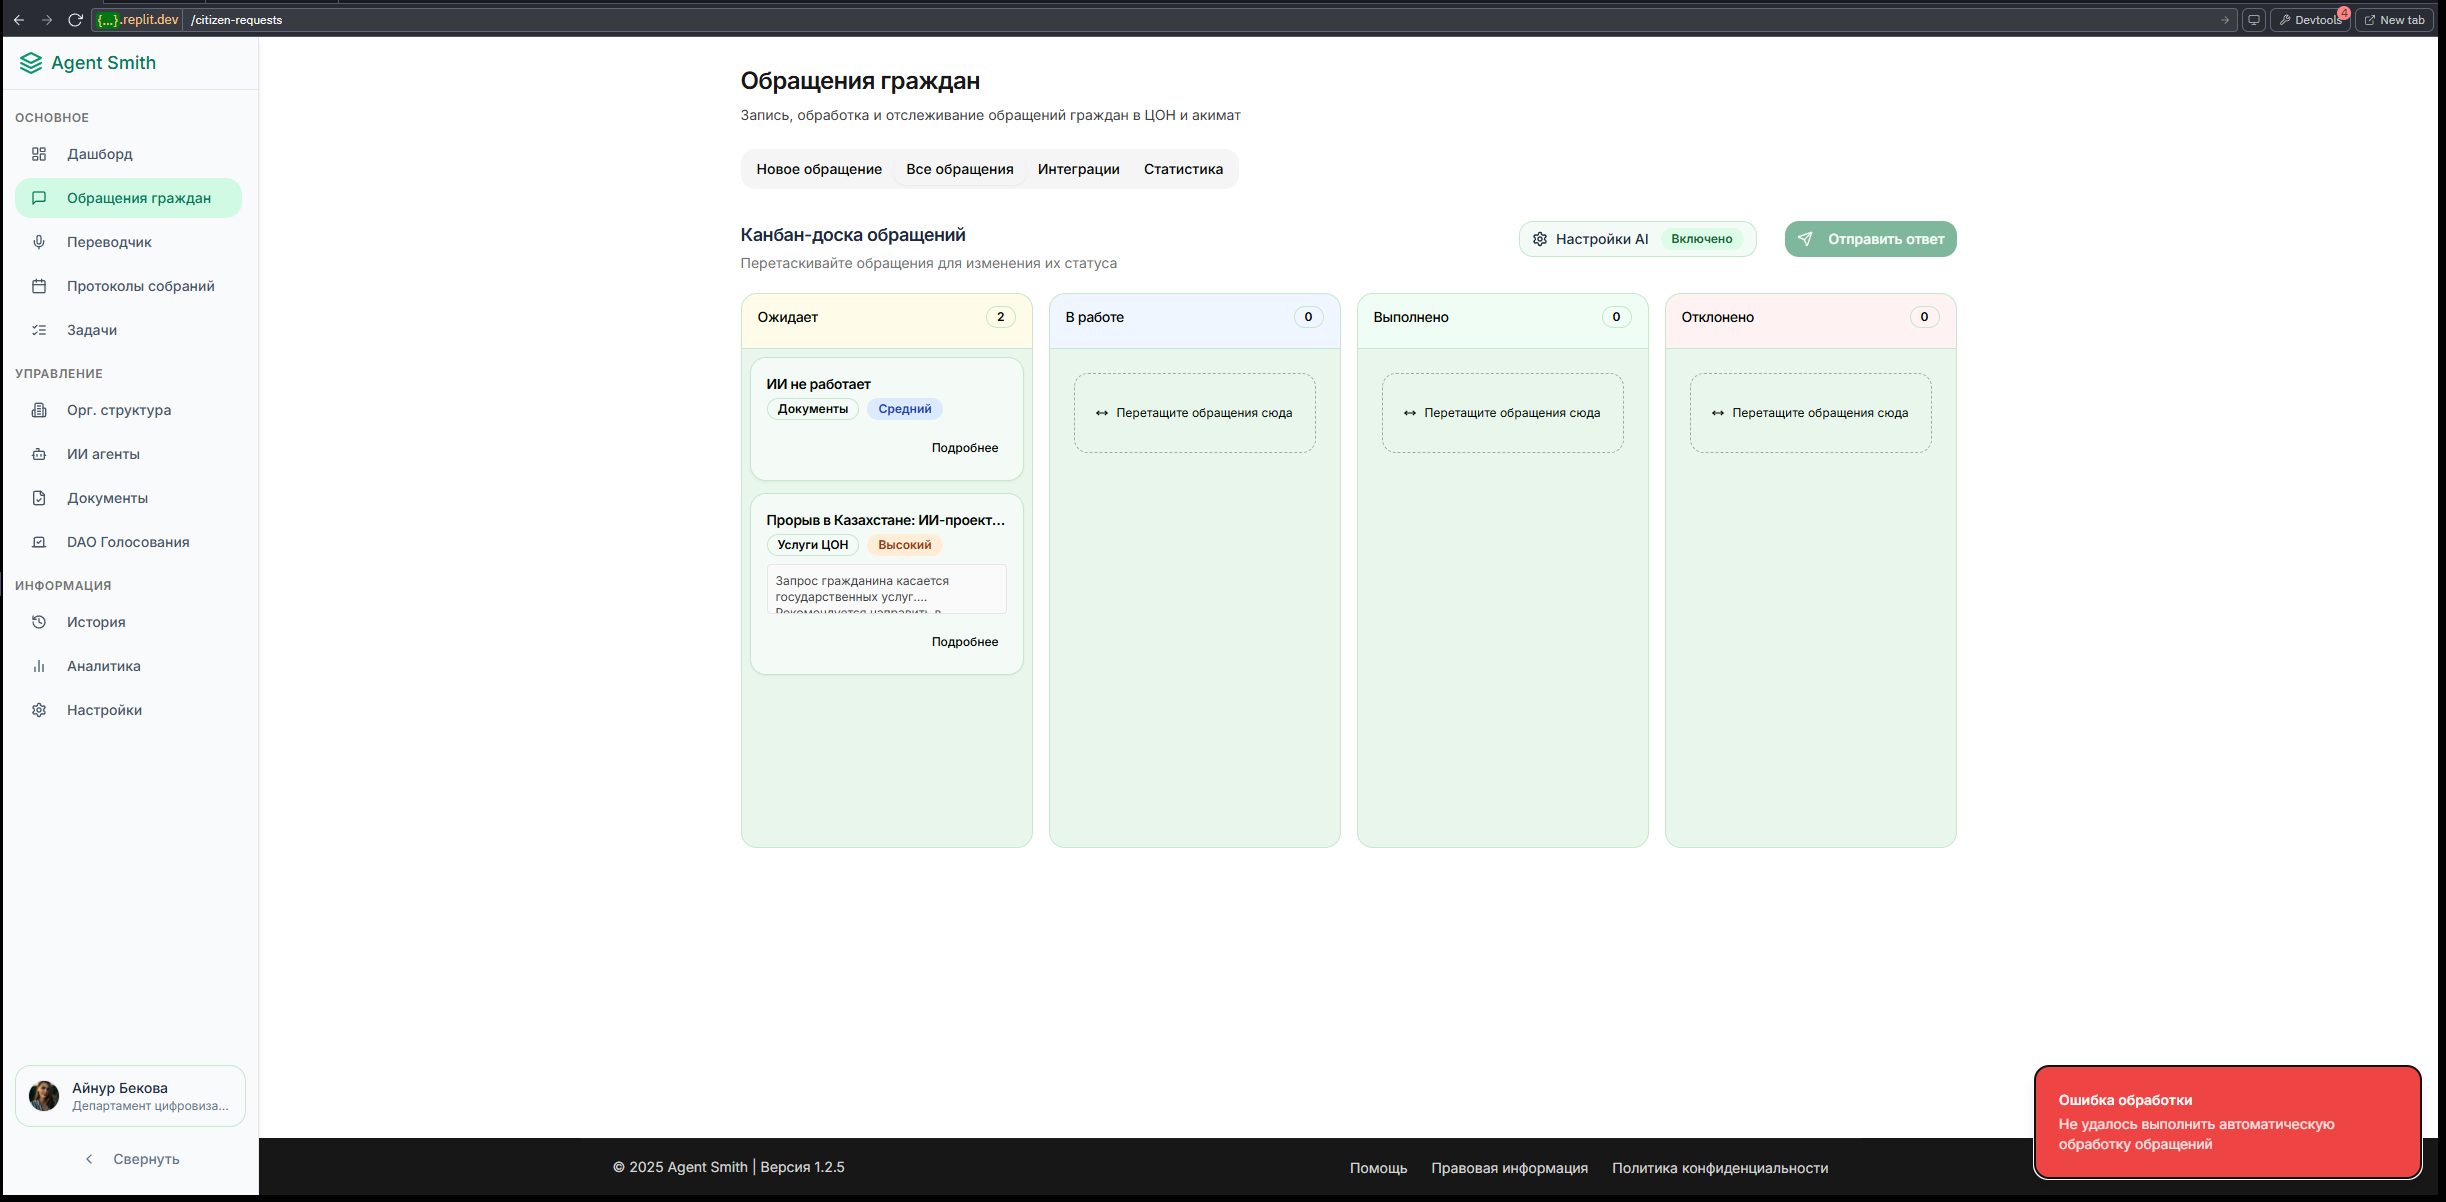 {...}.replit.dev /citizen-requests
Devtools 4
New tab
Agent Smith
ОСНОВНОЕ
Дашборд
Обращения граждан
Переводчик
Протоколы собраний
Задачи
УПРАВЛЕНИЕ
Орг. структура
ИИ агенты
Документы
DAO Голосования
ИНФОРМАЦИЯ
История
Аналитика
Настройки
Айнур Бекова
Департамент цифровиза...
Свернуть
Обращения граждан
Запись, обработка и отслеживание обращений граждан в ЦОН и акимат
Новое обращение Все обращения Интеграции Статистика
Канбан-доска обращений
Перетаскивайте обращения для изменения их статуса
Настройки AI Включено
Отправить ответ
Ожидает 2
ИИ не работает
Документы Средний
Подробнее
Прорыв в Казахстане: ИИ-проект...
Услуги ЦОН Высокий
Запрос гражданина касается
государственных услуг....
Рекомендуется направить в
Подробнее
В работе 0
Перетащите обращения сюда
Выполнено 0
Перетащите обращения сюда
Отклонено 0
Перетащите обращения сюда
© 2025 Agent Smith | Версия 1.2.5
Помощь Правовая информация Политика конфиденциальности
Ошибка обработки
Не удалось выполнить автоматическую
обработку обращений